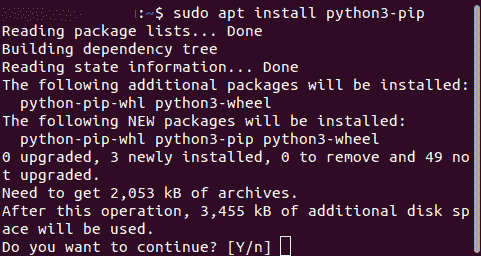 :~$ sudo apt install python3-pip
Reading package lists... Done
Building dependency tree
Reading state information... Done
The following additional packages will be installed:
  python-pip-whl python3-wheel
The following NEW packages will be installed:
  python-pip-whl python3-pip python3-wheel
0 upgraded, 3 newly installed, 0 to remove and 49 no
t upgraded.
Need to get 2,053 kB of archives.
After this operation, 3,455 kB of additional disk sp
ace will be used.
Do you want to continue? [Y/n]